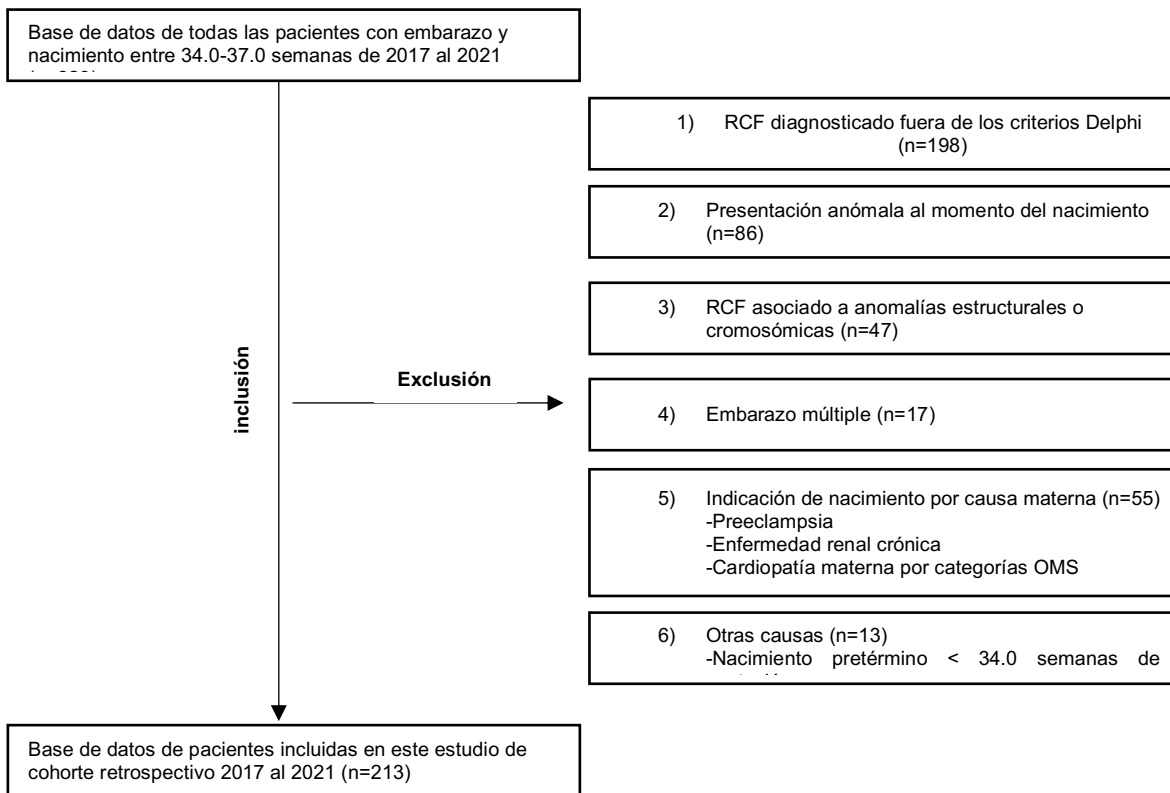 Base de datos de todas las pacientes con embarazo y
nacimiento entre 34.0-37.0 semanas de 2017 al 2021
1) RCF diagnosticado fuera de los criterios Delphi
(n=198)
2) Presentación anómala al momento del nacimiento
(n=86)
3) RCF asociado a anomalías estructurales o
cromosómicas (n=47)
inclusión
Exclusión
4) Embarazo múltiple (n=17)
5) Indicación de nacimiento por causa materna (n=55)
-Preeclampsia
-Enfermedad renal crónica
-Cardiopatía materna por categorías OMS
6) Otras causas (n=13)
-Nacimiento pretérmino < 34.0 semanas de
Base de datos de pacientes incluidas en este estudio de
cohorte retrospectivo 2017 al 2021 (n=213)